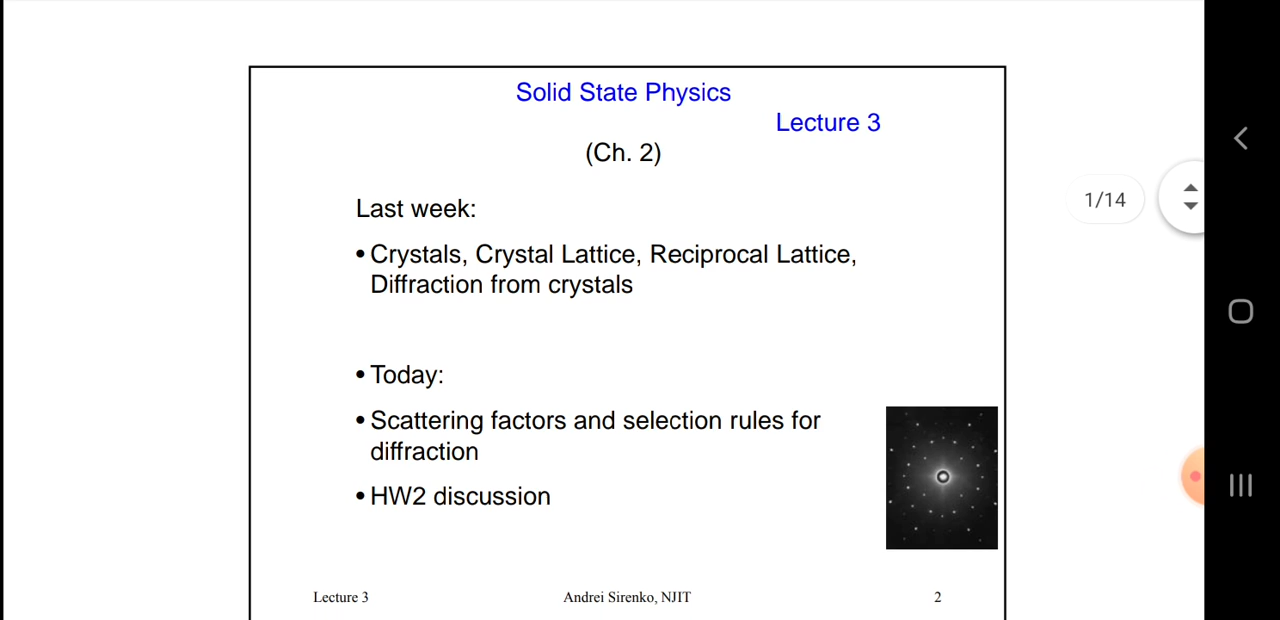 Solid State Physics
Lecture 3
(Ch. 2)
1/14
Last week:
• Crystals, Crystal Lattice, Reciprocal Lattice,
Diffraction from crystals
• Today:
• Scattering factors and selection rules for
diffraction
• HW2 discussion
Lecture 3 Andrei Sirenko, NJIT 2